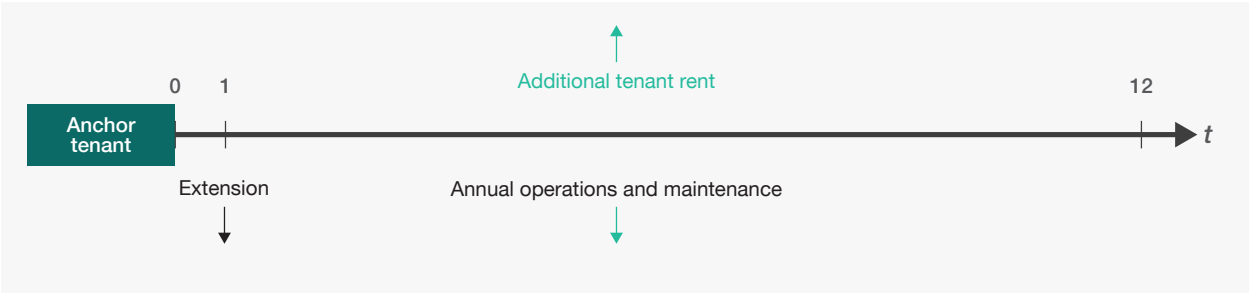 Additional tenant rent
0 1 12
Anchor
tenant
t
Extension
Annual operations and maintenance